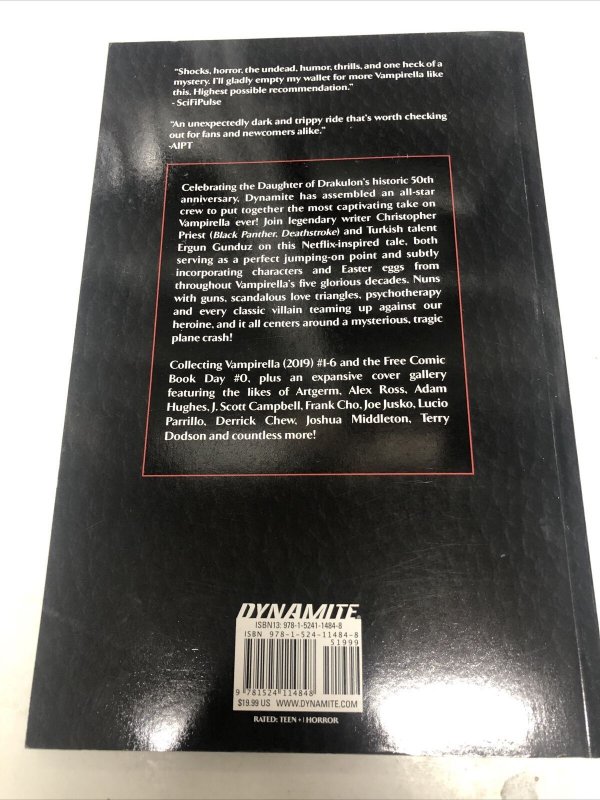 "Shocks, horror, the undead, humor, thrills, and one heck of a
mystery. I'll gladly empty my wallet for more Vampirella like
this. Highest possible recommendation."
- SciFiPulse
"An unexpectedly dark and trippy ride that's worth checking
out for fans and newcomers alike."
-AIPT
Celebrating the Daughter of Drakulon's historic 50th
anniversary, Dynamite has assembled an all-star
crew to put together the most captivating take on
Vampirella ever! Join legendary writer Christopher
Priest (Black Panther, Deathstroke) and Turkish talent
Ergun Gunduz on this Netflix-inspired tale, both
serving as a perfect jumping-on point and subtly
incorporating characters and Easter eggs from
throughout Vampirella's five glorious decades. Nuns
with guns, scandalous love triangles, psychotherapy
and every classic villain teaming up against our
heroine, and it all centers around a mysterious, tragic
plane crash!
Collecting Vampirella (2019) #1-6 and the Free Comic
Book Day #0, plus an expansive cover gallery
featuring the likes of Artgerm, Alex Ross, Adam
Hughes, J. Scott Campbell, Frank Cho, Joe Jusko, Lucio
Parrillo, Derrick Chew, Joshua Middleton, Terry
Dodson and countless more!
DYNAMITE.
ISBN13: 978-1-5241-1484-8
ISBN 978-1-524-11484-8
51999
9 781524 114848
$19.99 US WWW.DYNAMITE.COM
RATED: TEEN + | HORROR